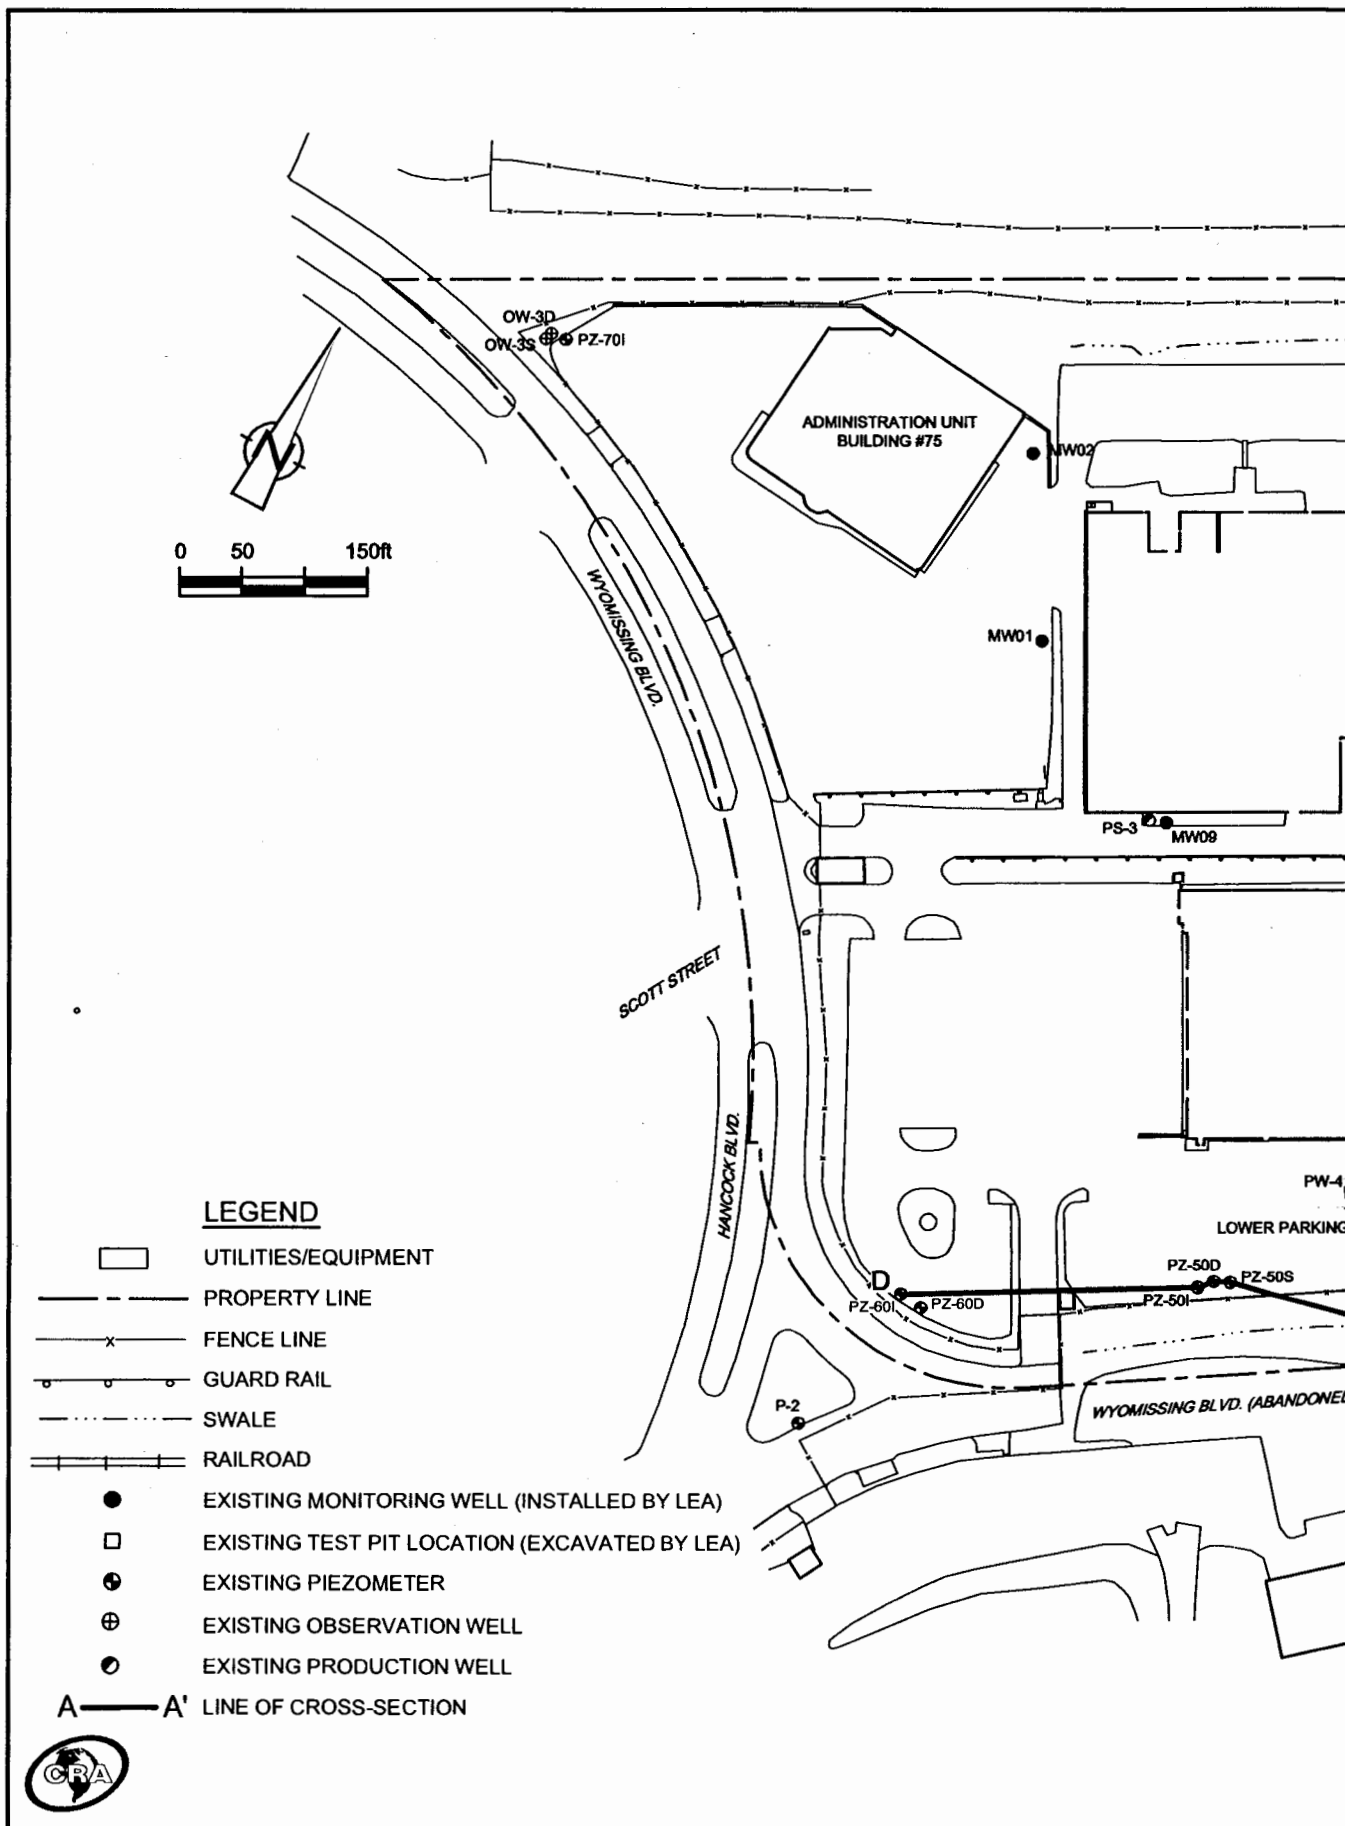 OW-3D
OW-3S
PZ-70I
ADMINISTRATION UNIT
BUILDING #75
MW02
N
0 50 150ft
WYOMISSING BLVD.
MW01
PS-3
MW09
SCOTT STREET
HANCOCK BLVD.
PW-4
LOWER PARKING
D
PZ-60I
PZ-60D
PZ-50D
PZ-50S
PZ-50I
P-2
WYOMISSING BLVD. (ABANDONED
LEGEND
UTILITIES/EQUIPMENT
PROPERTY LINE
FENCE LINE
GUARD RAIL
SWALE
RAILROAD
EXISTING MONITORING WELL (INSTALLED BY LEA)
EXISTING TEST PIT LOCATION (EXCAVATED BY LEA)
EXISTING PIEZOMETER
EXISTING OBSERVATION WELL
EXISTING PRODUCTION WELL
A A' LINE OF CROSS-SECTION
CRA